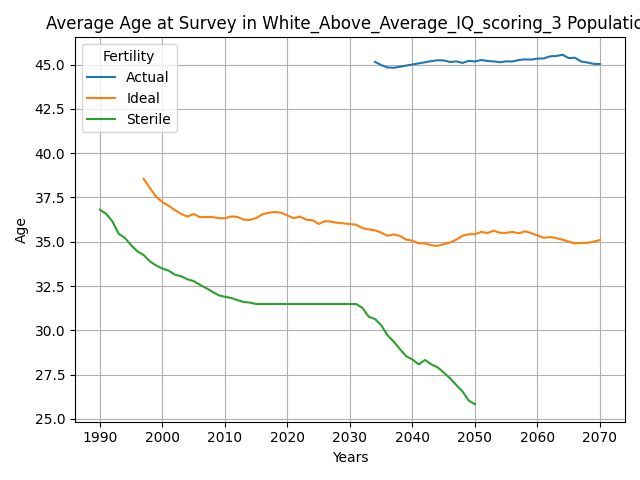 Average Age at Survey in White_Above_Average_IQ_scoring_3 Populatio
Fertility
Actual
Ideal
Sterile
45.0
42.5
40.0
37.5
35.0
32.5
30.0
27.5
25.0
Age
1990 2000 2010 2020 2030 2040 2050 2060 2070
Years